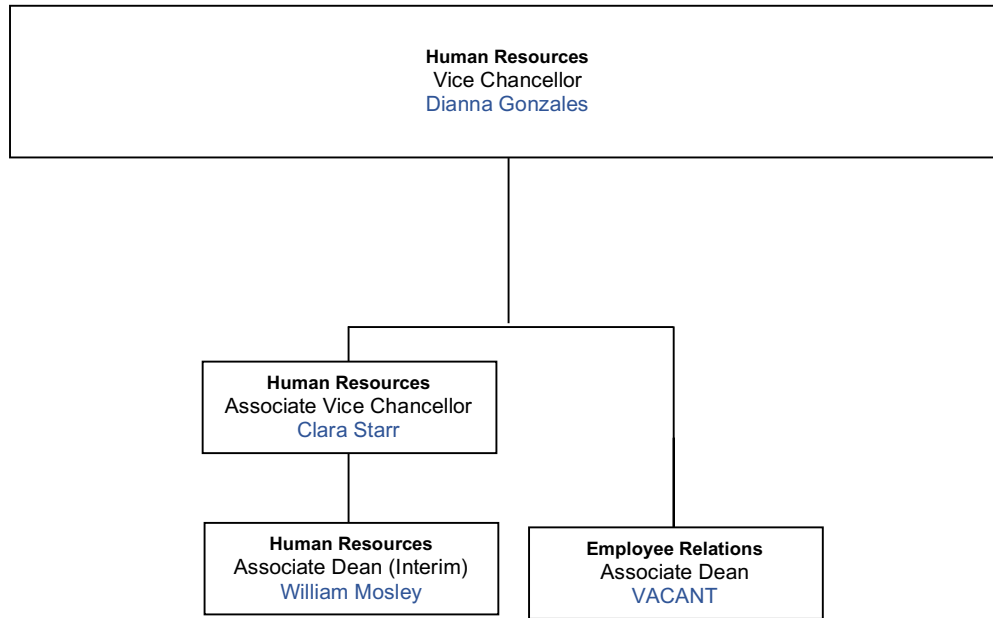 Human Resources
Vice Chancellor
Dianna Gonzales
Human Resources
Associate Vice Chancellor
Clara Starr
Human Resources
Associate Dean (Interim)
William Mosley
Employee Relations
Associate Dean
VACANT